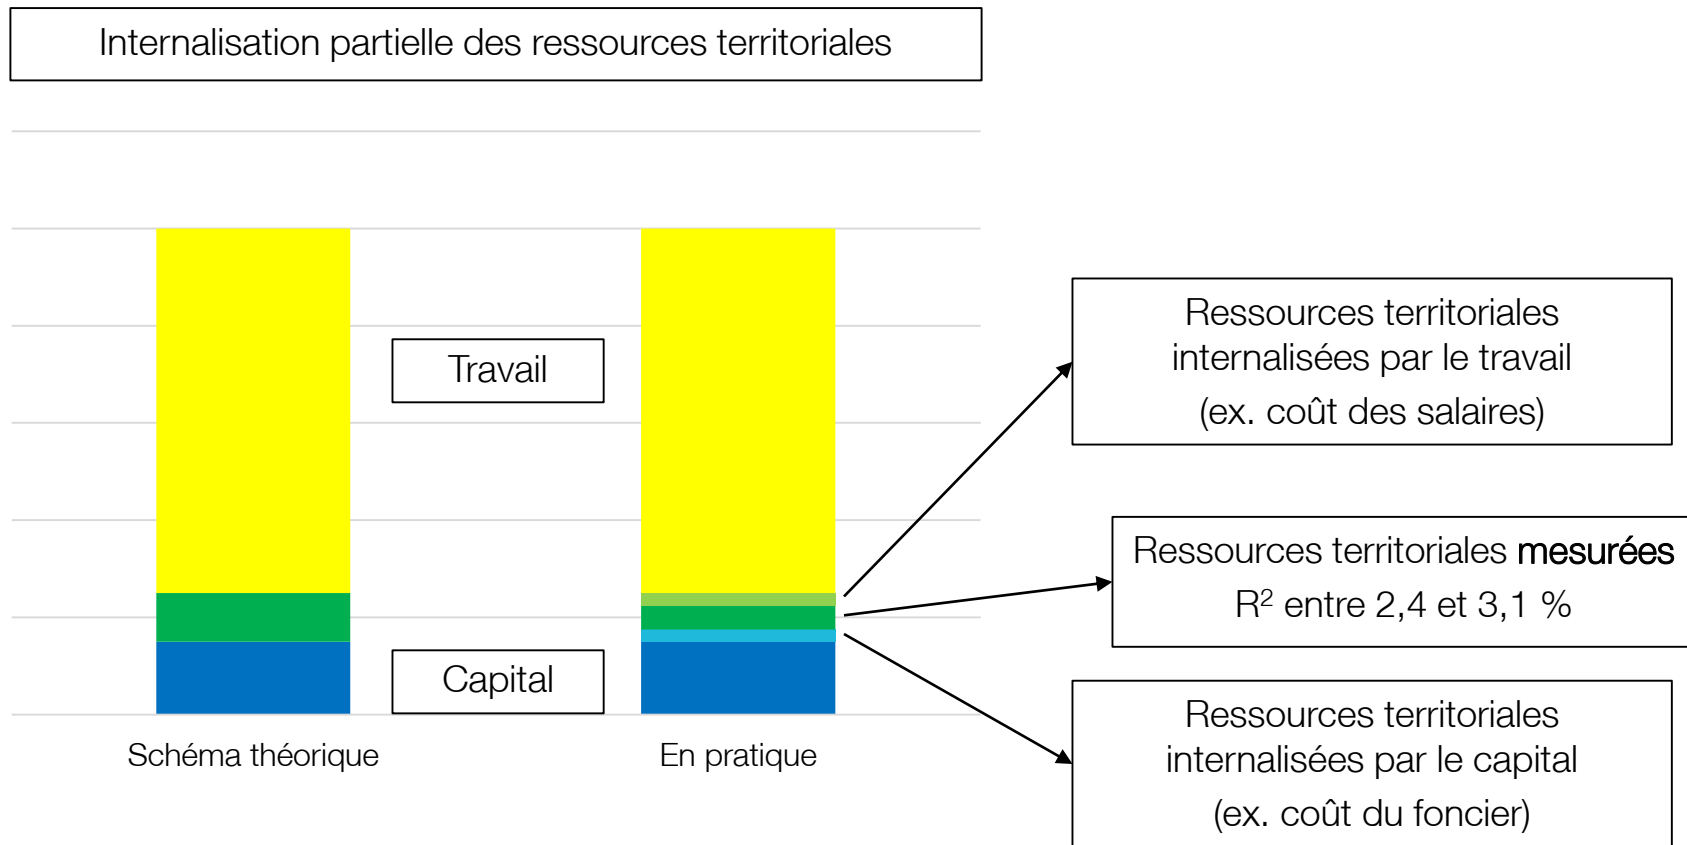 Internalisation partielle des ressources territoriales
Travail
Capital
Schéma théorique
En pratique
Ressources territoriales
internalisées par le travail
(ex. coût des salaires)
Ressources territoriales mesurées
R² entre 2,4 et 3,1 %
Ressources territoriales
internalisées par le capital
(ex. coût du foncier)